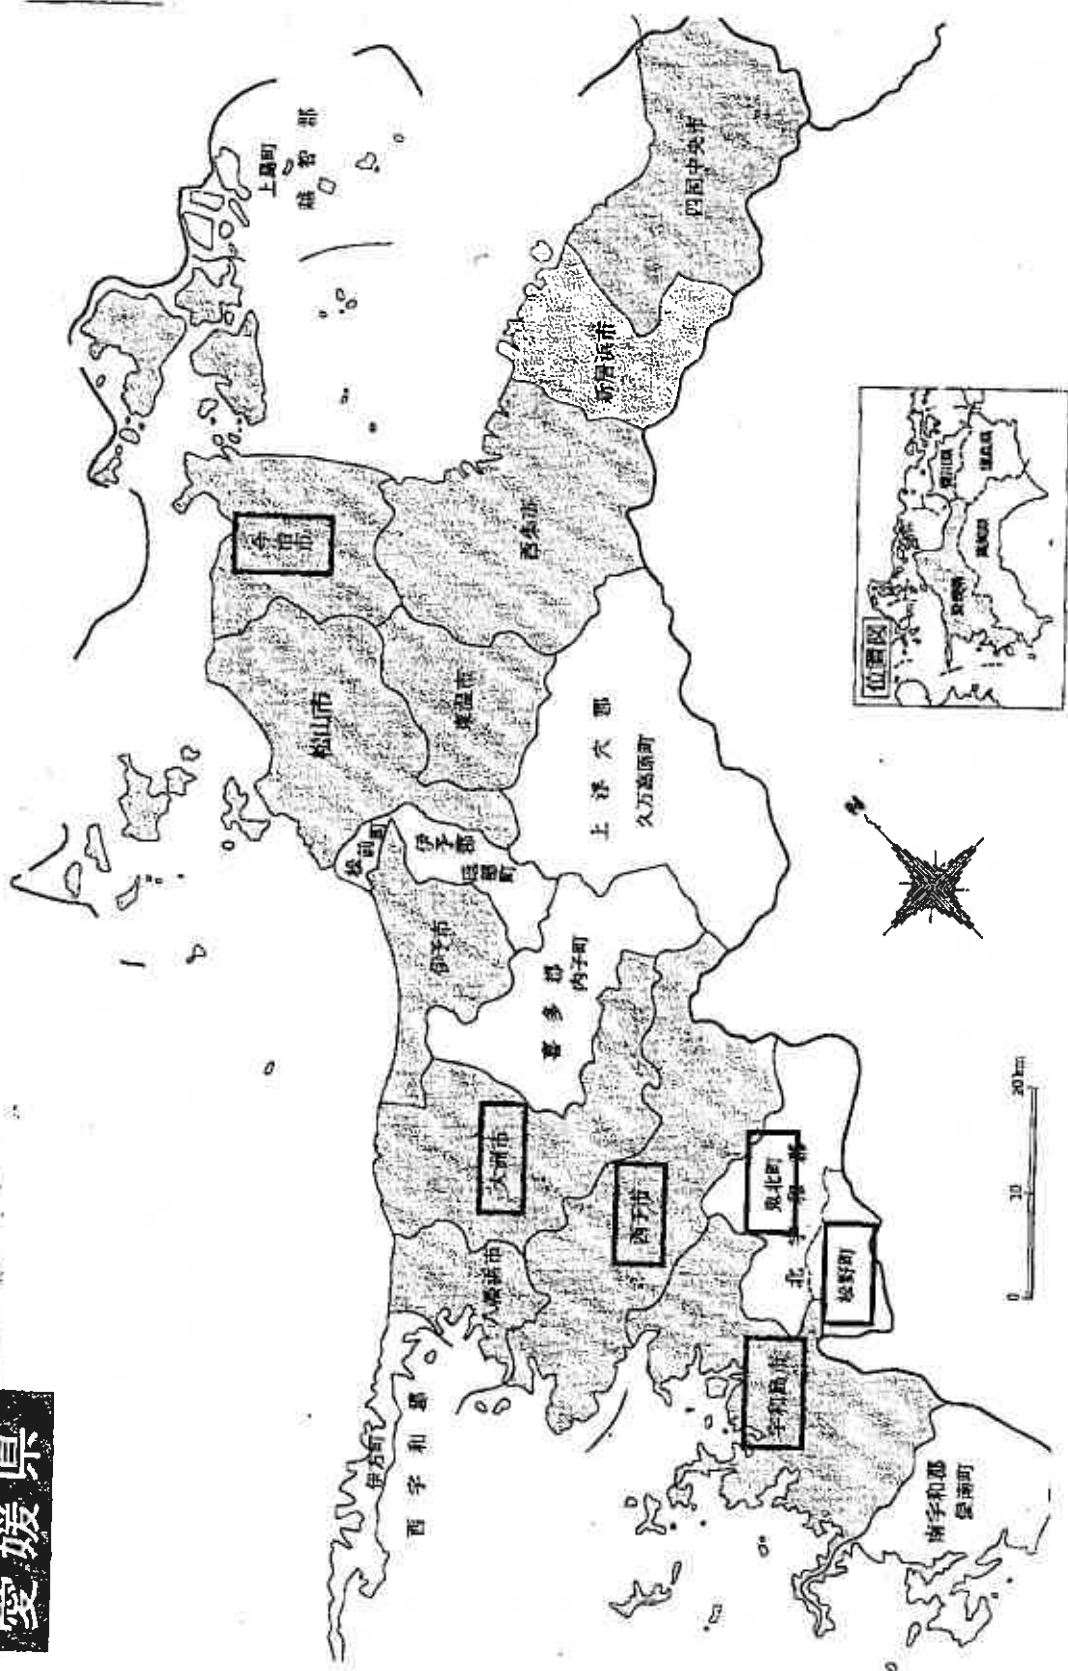 愛媛県
上島町
越智郡
四国中央市
新居浜市
西条市
今治市
松山市
東温市
上浮穴郡
久万高原町
松前町
伊予郡
砥部町
伊予市
喜多郡
内子町
大洲市
西予市
八幡浜市
伊方町
西宇和郡
鬼北町
北宇和郡
松野町
宇和島市
南宇和郡
愛南町
位置図
香川県
徳島県
高知県
愛媛県
N
0 10 20km